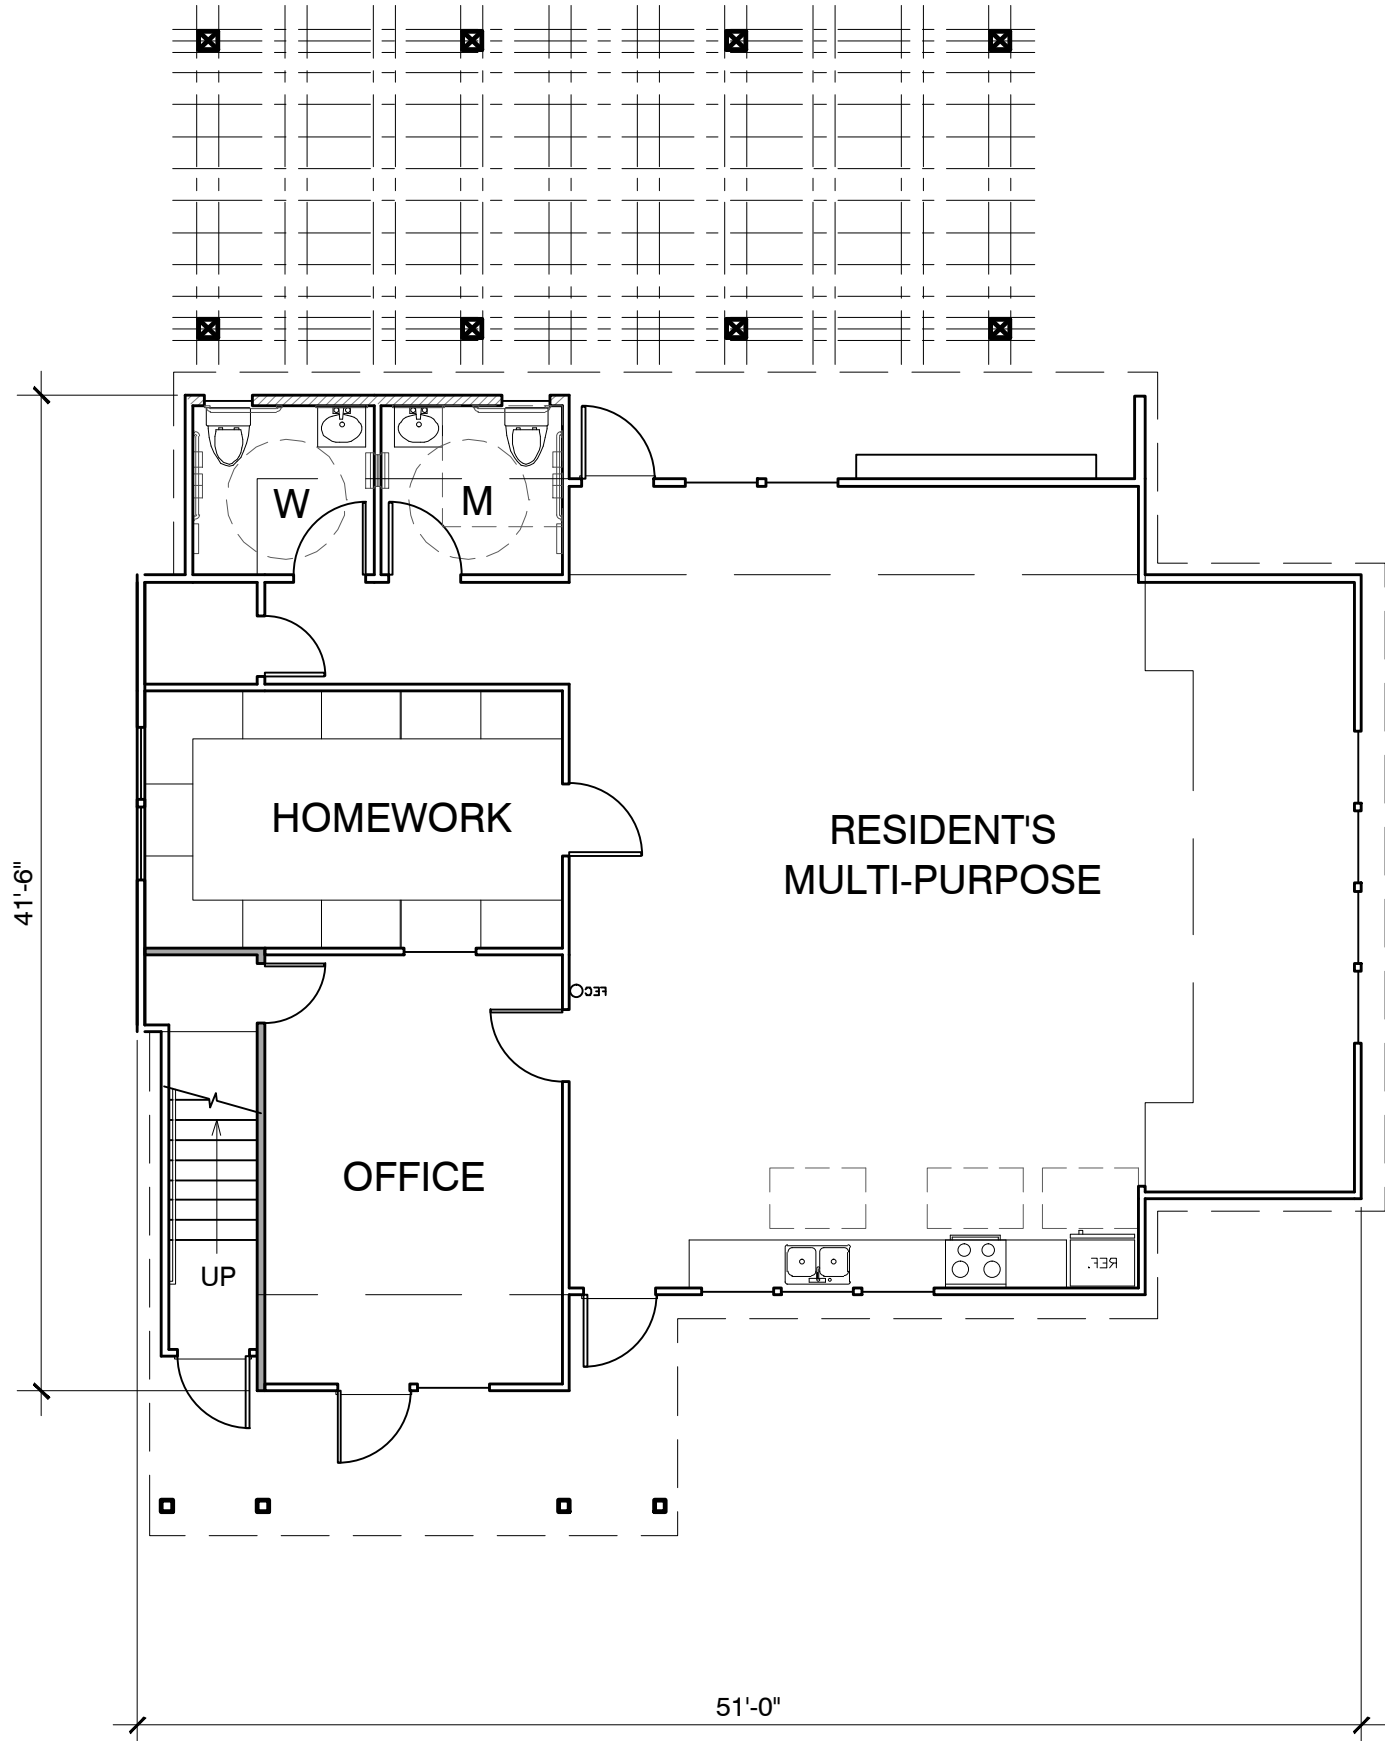 W
M
HOMEWORK
RESIDENT'S
MULTI-PURPOSE
41'-6"
FEC
OFFICE
REF.
UP
51'-0"